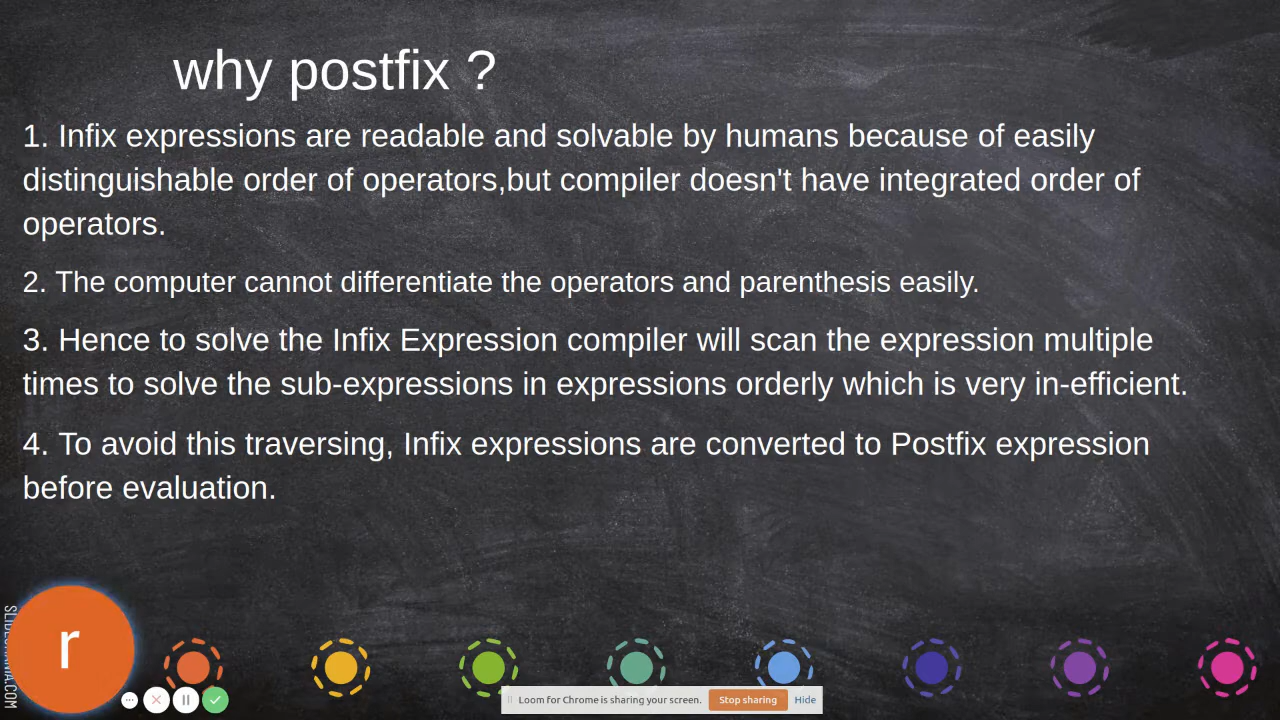 why postfix ?
1. Infix expressions are readable and solvable by humans because of easily
distinguishable order of operators,but compiler doesn't have integrated order of
operators.
2. The computer cannot differentiate the operators and parenthesis easily.
3. Hence to solve the Infix Expression compiler will scan the expression multiple
times to solve the sub-expressions in expressions orderly which is very in-efficient.
4. To avoid this traversing, Infix expressions are converted to Postfix expression
before evaluation.
r
Loom for Chrome is sharing your screen. Stop sharing Hide